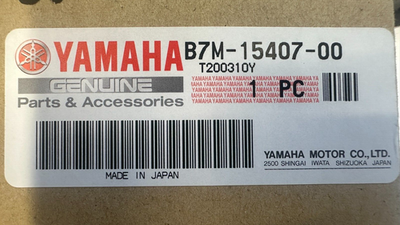 YAMAHA B7M-15407-00
T200310Y
GENUINE
Parts & Accessories
1 PC
YAMAHA MOTOR CO.,LTD.
2500 SHINGAI IWATA SHIZUOKA JAPAN
MADE IN JAPAN